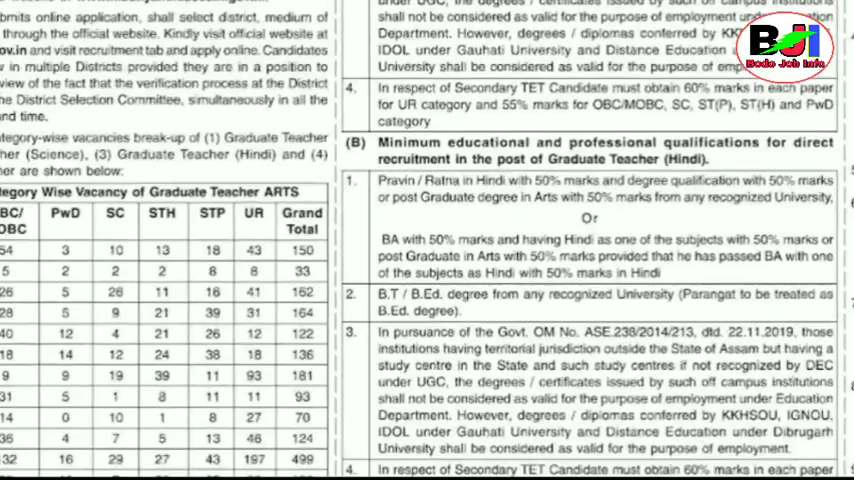 bmits online application, shall select district, medium of
through the official website. Kindly visit official website at
ov.in and visit recruitment tab and apply online. Candidates
w in multiple Districts provided they are in a position to
view of the fact that the verification process at the District
he District Selection Committee, simultaneously in all the
and time.
ategory-wise vacancies break-up of (1) Graduate Teacher
her (Science), (3) Graduate Teacher (Hindi) and (4)
er are shown below:
tegory Wise Vacancy of Graduate Teacher ARTS
BC/ OBC PwD SC STH STP UR Grand Total
54 3 10 13 18 43 150
5 2 2 2 8 8 33
26 5 26 11 16 41 162
28 5 9 21 39 31 164
40 12 4 21 26 12 122
18 14 12 24 38 18 136
9 9 19 39 11 93 181
31 5 1 8 11 11 93
14 0 10 1 8 27 70
36 4 7 5 13 46 124
132 16 29 27 43 197 499
under UGC, the degrees / certificates issued by such off campus institutions
shall not be considered as valid for the purpose of employment under Education
Department. However, degrees / diplomas conferred by
IDOL under Gauhati University and Distance Education
University shall be considered as valid for the purpose of
4. In respect of Secondary TET Candidate must obtain 60% marks in each paper
for UR category and 55% marks for OBC/MOBC, SC, ST(P), ST(H) and PwD
category
(B) Minimum educational and professional qualifications for direct
recruitment in the post of Graduate Teacher (Hindi).
1. Pravin / Ratna in Hindi with 50% marks and degree qualification with 50% marks
or post Graduate degree in Arts with 50% marks from any recognized University,
Or
BA with 50% marks and having Hindi as one of the subjects with 50% marks or
post Graduate in Arts with 50% marks provided that he has passed BA with one
of the subjects as Hindi with 50% marks in Hindi
2. B.T / B.Ed. degree from any recognized University (Parangat to be treated as
B.Ed. degree).
3. In pursuance of the Govt. OM No. ASE.238/2014/213, dtd. 22.11.2019, those
institutions having territorial jurisdiction outside the State of Assam but having a
study centre in the State and such study centres if not recognized by DEC
under UGC, the degrees / certificates issued by such off campus institutions
shall not be considered as valid for the purpose of employment under Education
Department. However, degrees / diplomas conferred by KKHSOU, IGNOU,
IDOL under Gauhati University and Distance Education under Dibrugarh
University shall be considered as valid for the purpose of employment.
4. In respect of Secondary TET Candidate must obtain 60% marks in each paper
BJI
Bodo Job Info